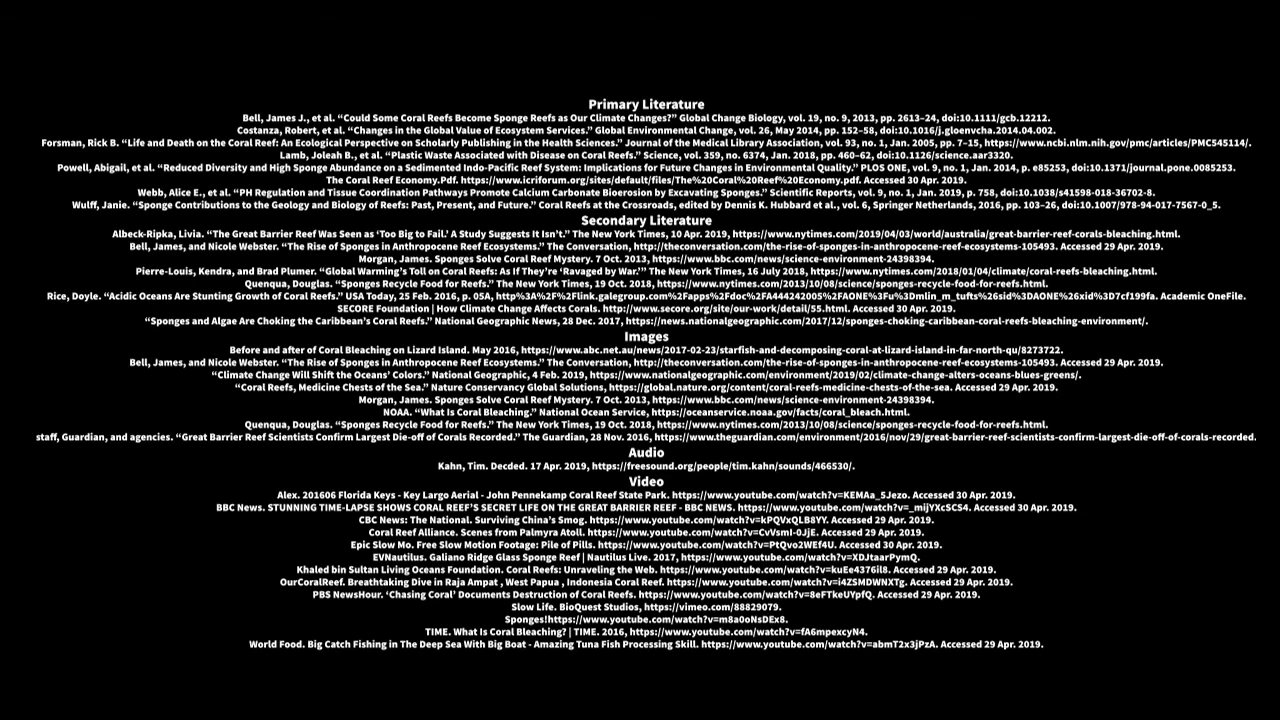 Primary Literature
Bell, James J., et al. “Could Some Coral Reefs Become Sponge Reefs as Our Climate Changes?” Global Change Biology, vol. 19, no. 9, 2013, pp. 2613–24, doi:10.1111/gcb.12212.
Costanza, Robert, et al. “Changes in the Global Value of Ecosystem Services.” Global Environmental Change, vol. 26, May 2014, pp. 152–58, doi:10.1016/j.gloenvcha.2014.04.002.
Forsman, Rick B. “Life and Death on the Coral Reef: An Ecological Perspective on Scholarly Publishing in the Health Sciences.” Journal of the Medical Library Association, vol. 93, no. 1, Jan. 2005, pp. 7–15, https://www.ncbi.nlm.nih.gov/pmc/articles/PMC545114/.
Lamb, Joleah B., et al. “Plastic Waste Associated with Disease on Coral Reefs.” Science, vol. 359, no. 6374, Jan. 2018, pp. 460–62, doi:10.1126/science.aar3320.
Powell, Abigail, et al. “Reduced Diversity and High Sponge Abundance on a Sedimented Indo-Pacific Reef System: Implications for Future Changes in Environmental Quality.” PLOS ONE, vol. 9, no. 1, Jan. 2014, p. e85253, doi:10.1371/journal.pone.0085253.
The Coral Reef Economy.Pdf. https://www.icriforum.org/sites/default/files/The%20Coral%20Reef%20Economy.pdf. Accessed 30 Apr. 2019.
Webb, Alice E., et al. “PH Regulation and Tissue Coordination Pathways Promote Calcium Carbonate Bioerosion by Excavating Sponges.” Scientific Reports, vol. 9, no. 1, Jan. 2019, p. 758, doi:10.1038/s41598-018-36702-8.
Wulff, Janie. “Sponge Contributions to the Geology and Biology of Reefs: Past, Present, and Future.” Coral Reefs at the Crossroads, edited by Dennis K. Hubbard et al., vol. 6, Springer Netherlands, 2016, pp. 103–26, doi:10.1007/978-94-017-7567-0_5.
Secondary Literature
Albeck-Ripka, Livia. “The Great Barrier Reef Was Seen as ‘Too Big to Fail.’ A Study Suggests It Isn’t.” The New York Times, 10 Apr. 2019, https://www.nytimes.com/2019/04/03/world/australia/great-barrier-reef-corals-bleaching.html.
Bell, James, and Nicole Webster. “The Rise of Sponges in Anthropocene Reef Ecosystems.” The Conversation, http://theconversation.com/the-rise-of-sponges-in-anthropocene-reef-ecosystems-105493. Accessed 29 Apr. 2019.
Morgan, James. Sponges Solve Coral Reef Mystery. 7 Oct. 2013, https://www.bbc.com/news/science-environment-24398394.
Pierre-Louis, Kendra, and Brad Plumer. “Global Warming’s Toll on Coral Reefs: As If They’re ‘Ravaged by War.’” The New York Times, 16 July 2018, https://www.nytimes.com/2018/01/04/climate/coral-reefs-bleaching.html.
Quenqua, Douglas. “Sponges Recycle Food for Reefs.” The New York Times, 19 Oct. 2018, https://www.nytimes.com/2013/10/08/science/sponges-recycle-food-for-reefs.html.
Rice, Doyle. “Acidic Oceans Are Stunting Growth of Coral Reefs.” USA Today, 25 Feb. 2016, p. 05A, http%3A%2F%2Flink.galegroup.com%2Fapps%2Fdoc%2FA444242005%2FAONE%3Fu%3Dmlin_m_tufts%26sid%3DAONE%26xid%3D7cf199fa. Academic OneFile.
SECORE Foundation | How Climate Change Affects Corals. http://www.secore.org/site/our-work/detail/55.html. Accessed 30 Apr. 2019.
“Sponges and Algae Are Choking the Caribbean’s Coral Reefs.” National Geographic News, 28 Dec. 2017, https://news.nationalgeographic.com/2017/12/sponges-choking-caribbean-coral-reefs-bleaching-environment/.
Images
Before and after of Coral Bleaching on Lizard Island. May 2016, https://www.abc.net.au/news/2017-02-23/starfish-and-decomposing-coral-at-lizard-island-in-far-north-qu/8273722.
Bell, James, and Nicole Webster. “The Rise of Sponges in Anthropocene Reef Ecosystems.” The Conversation, http://theconversation.com/the-rise-of-sponges-in-anthropocene-reef-ecosystems-105493. Accessed 29 Apr. 2019.
“Climate Change Will Shift the Oceans’ Colors.” National Geographic, 4 Feb. 2019, https://www.nationalgeographic.com/environment/2019/02/climate-change-alters-oceans-blues-greens/.
“Coral Reefs, Medicine Chests of the Sea.” Nature Conservancy Global Solutions, https://global.nature.org/content/coral-reefs-medicine-chests-of-the-sea. Accessed 29 Apr. 2019.
Morgan, James. Sponges Solve Coral Reef Mystery. 7 Oct. 2013, https://www.bbc.com/news/science-environment-24398394.
NOAA. “What Is Coral Bleaching.” National Ocean Service, https://oceanservice.noaa.gov/facts/coral_bleach.html.
Quenqua, Douglas. “Sponges Recycle Food for Reefs.” The New York Times, 19 Oct. 2018, https://www.nytimes.com/2013/10/08/science/sponges-recycle-food-for-reefs.html.
staff, Guardian, and agencies. “Great Barrier Reef Scientists Confirm Largest Die-off of Corals Recorded.” The Guardian, 28 Nov. 2016, https://www.theguardian.com/environment/2016/nov/29/great-barrier-reef-scientists-confirm-largest-die-off-of-corals-recorded.
Audio
Kahn, Tim. Decded. 17 Apr. 2019, https://freesound.org/people/tim.kahn/sounds/466530/.
Video
Alex. 201606 Florida Keys - Key Largo Aerial - John Pennekamp Coral Reef State Park. https://www.youtube.com/watch?v=KEMAa_5Jezo. Accessed 30 Apr. 2019.
BBC News. STUNNING TIME-LAPSE SHOWS CORAL REEF’S SECRET LIFE ON THE GREAT BARRIER REEF - BBC NEWS. https://www.youtube.com/watch?v=_mijYXcSCS4. Accessed 30 Apr. 2019.
CBC News: The National. Surviving China’s Smog. https://www.youtube.com/watch?v=kPQVxQLB8YY. Accessed 29 Apr. 2019.
Coral Reef Alliance. Scenes from Palmyra Atoll. https://www.youtube.com/watch?v=CvVsmI-0JjE. Accessed 29 Apr. 2019.
Epic Slow Mo. Free Slow Motion Footage: Pile of Pills. https://www.youtube.com/watch?v=PtQvo2WEf4U. Accessed 30 Apr. 2019.
EVNautilus. Galiano Ridge Glass Sponge Reef | Nautilus Live. 2017, https://www.youtube.com/watch?v=XDJtaarPymQ.
Khaled bin Sultan Living Oceans Foundation. Coral Reefs: Unraveling the Web. https://www.youtube.com/watch?v=kuEe4376il8. Accessed 29 Apr. 2019.
OurCoralReef. Breathtaking Dive in Raja Ampat , West Papua , Indonesia Coral Reef. https://www.youtube.com/watch?v=i4ZSMDWNXTg. Accessed 29 Apr. 2019.
PBS NewsHour. ‘Chasing Coral’ Documents Destruction of Coral Reefs. https://www.youtube.com/watch?v=8eFTkeUYpfQ. Accessed 29 Apr. 2019.
Slow Life. BioQuest Studios, https://vimeo.com/88829079.
Sponges!https://www.youtube.com/watch?v=m8a0oNsDEx8.
TIME. What Is Coral Bleaching? | TIME. 2016, https://www.youtube.com/watch?v=fA6mpexcyN4.
World Food. Big Catch Fishing in The Deep Sea With Big Boat - Amazing Tuna Fish Processing Skill. https://www.youtube.com/watch?v=abmT2x3jPzA. Accessed 29 Apr. 2019.